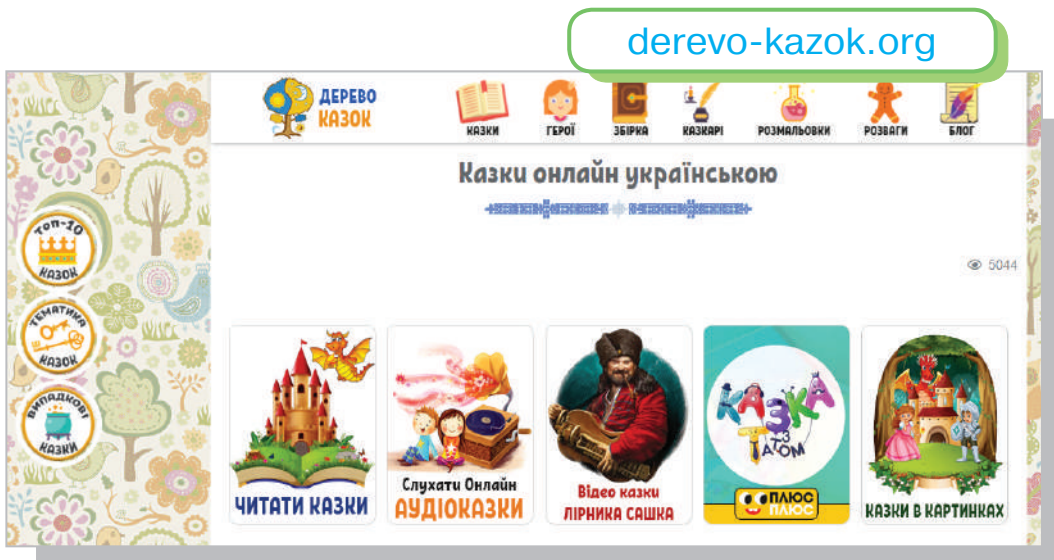 derevo-kazok.org
ДЕРЕВО
КАЗОК
КАЗКИ
ГЕРОЇ
ЗБІРКА
КАЗКАРІ
РОЗМАЛЬОВКИ
РОЗВАГИ
БЛОГ
Казки онлайн українською
5044
ТОП-10
КАЗОК
ТЕМАТИКА
КАЗОК
ВИПАДКОВІ
КАЗКИ
ЧИТАТИ КАЗКИ
Слухати Онлайн
АУДІОКАЗКИ
Відео казки
ЛІРНИКА САШКА
КАЗКА
З ТАТОМ
ПЛЮС
ПЛЮС
КАЗКИ В КАРТИНКАХ